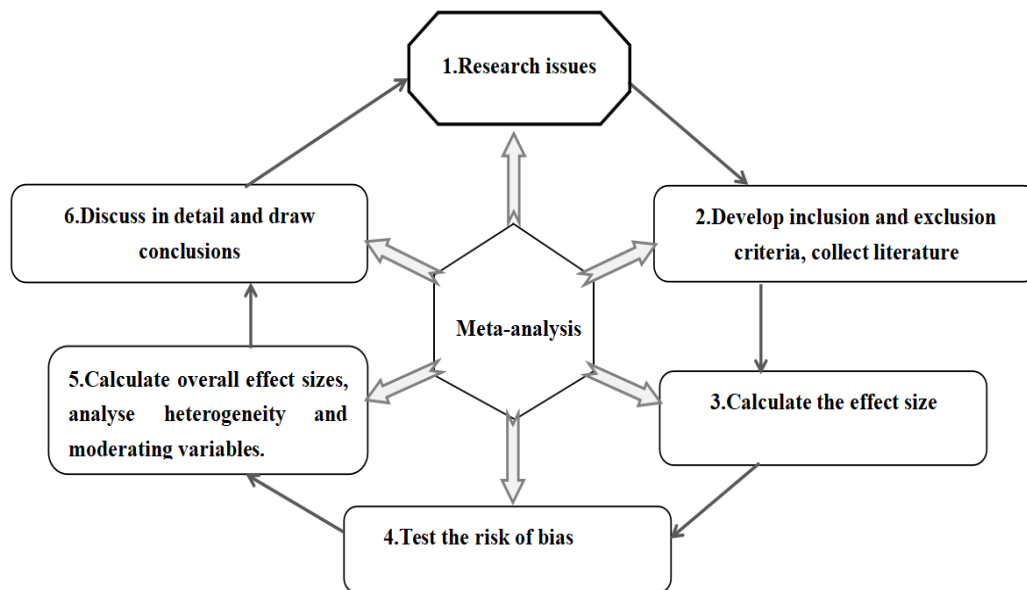 1.Research issues
2.Develop inclusion and exclusion
criteria, collect literature
3.Calculate the effect size
4.Test the risk of bias
5.Calculate overall effect sizes,
analyse heterogeneity and
moderating variables.
6.Discuss in detail and draw
conclusions
Meta-analysis